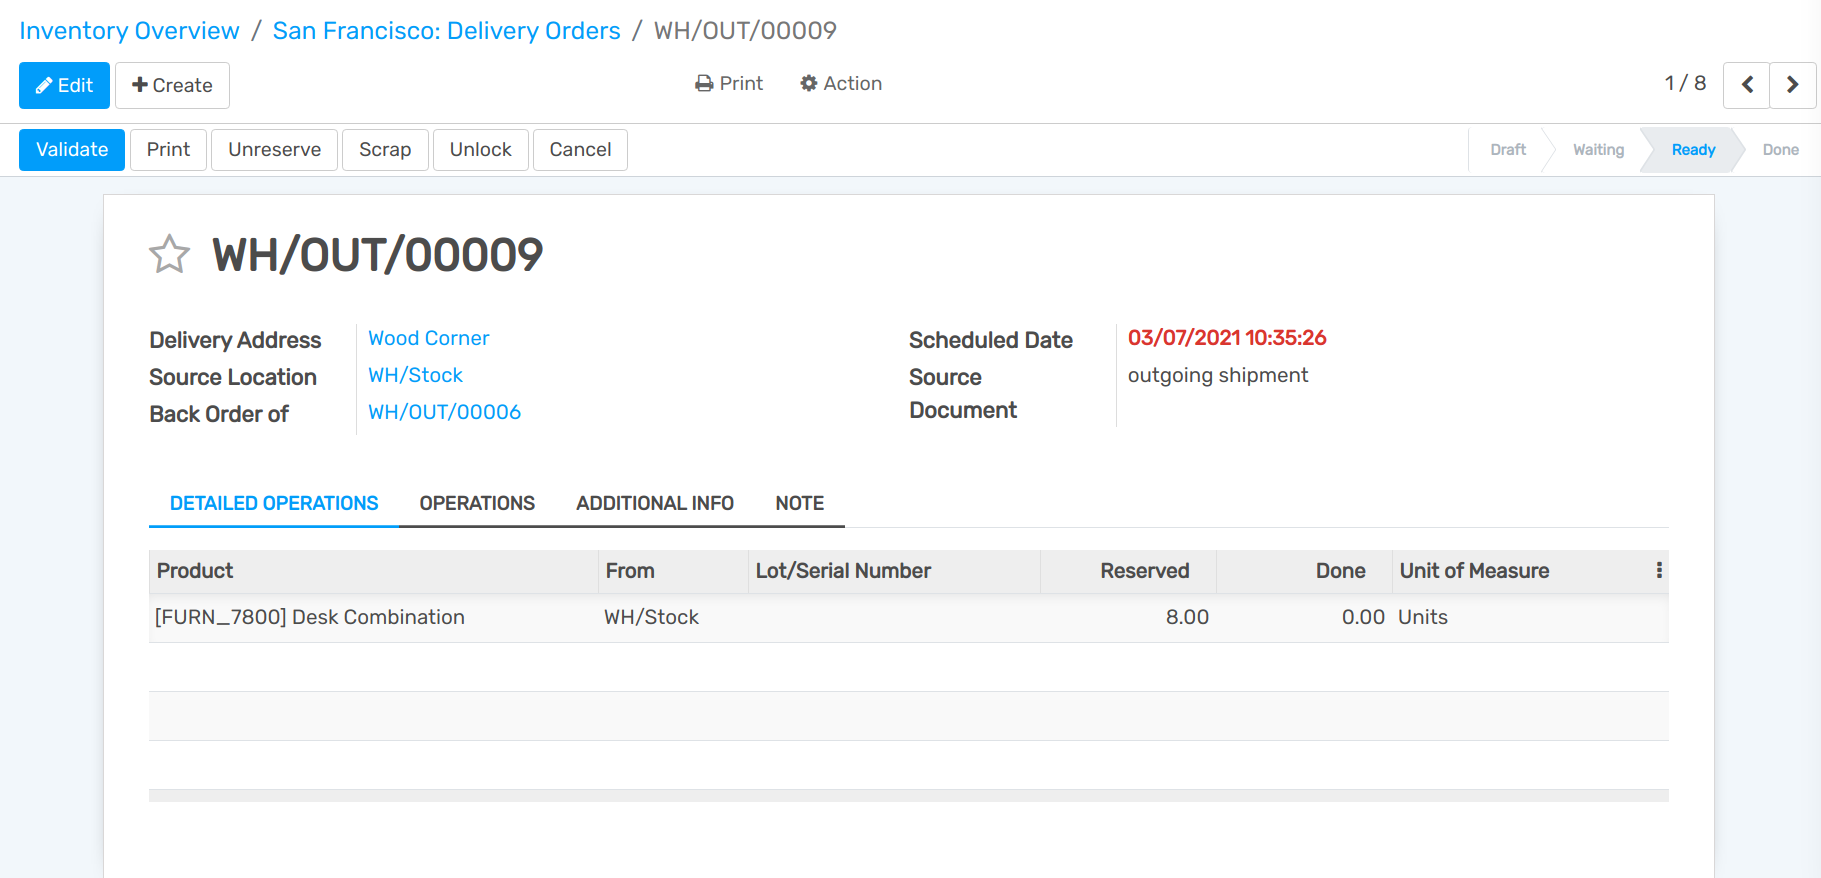 Inventory Overview / San Francisco: Delivery Orders / WH/OUT/00009
Edit Create Print Action 1 / 8
Validate Print Unreserve Scrap Unlock Cancel Draft Waiting Ready Done
WH/OUT/00009
Delivery Address Wood Corner
Source Location WH/Stock
Back Order of WH/OUT/00006
Scheduled Date 03/07/2021 10:35:26
Source outgoing shipment
Document
DETAILED OPERATIONS OPERATIONS ADDITIONAL INFO NOTE
Product From Lot/Serial Number Reserved Done Unit of Measure
[FURN_7800] Desk Combination WH/Stock 8.00 0.00 Units